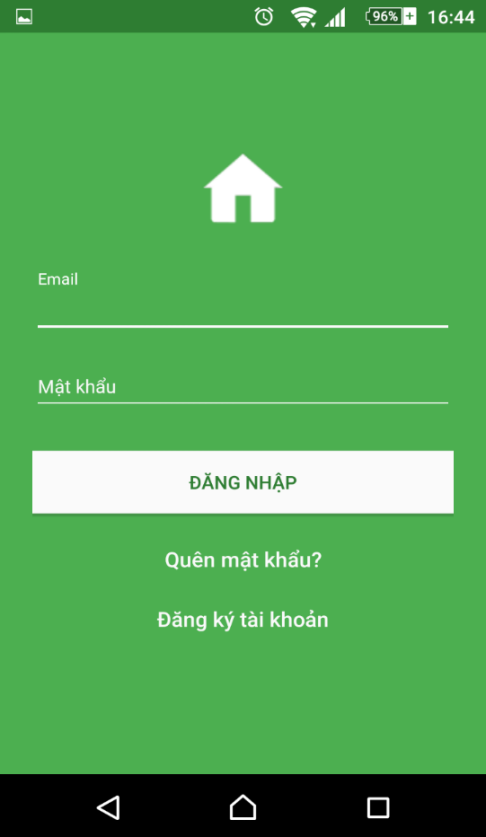 96%
16:44
Email
Mật khẩu
ĐĂNG NHẬP
Quên mật khẩu?
Đăng ký tài khoản